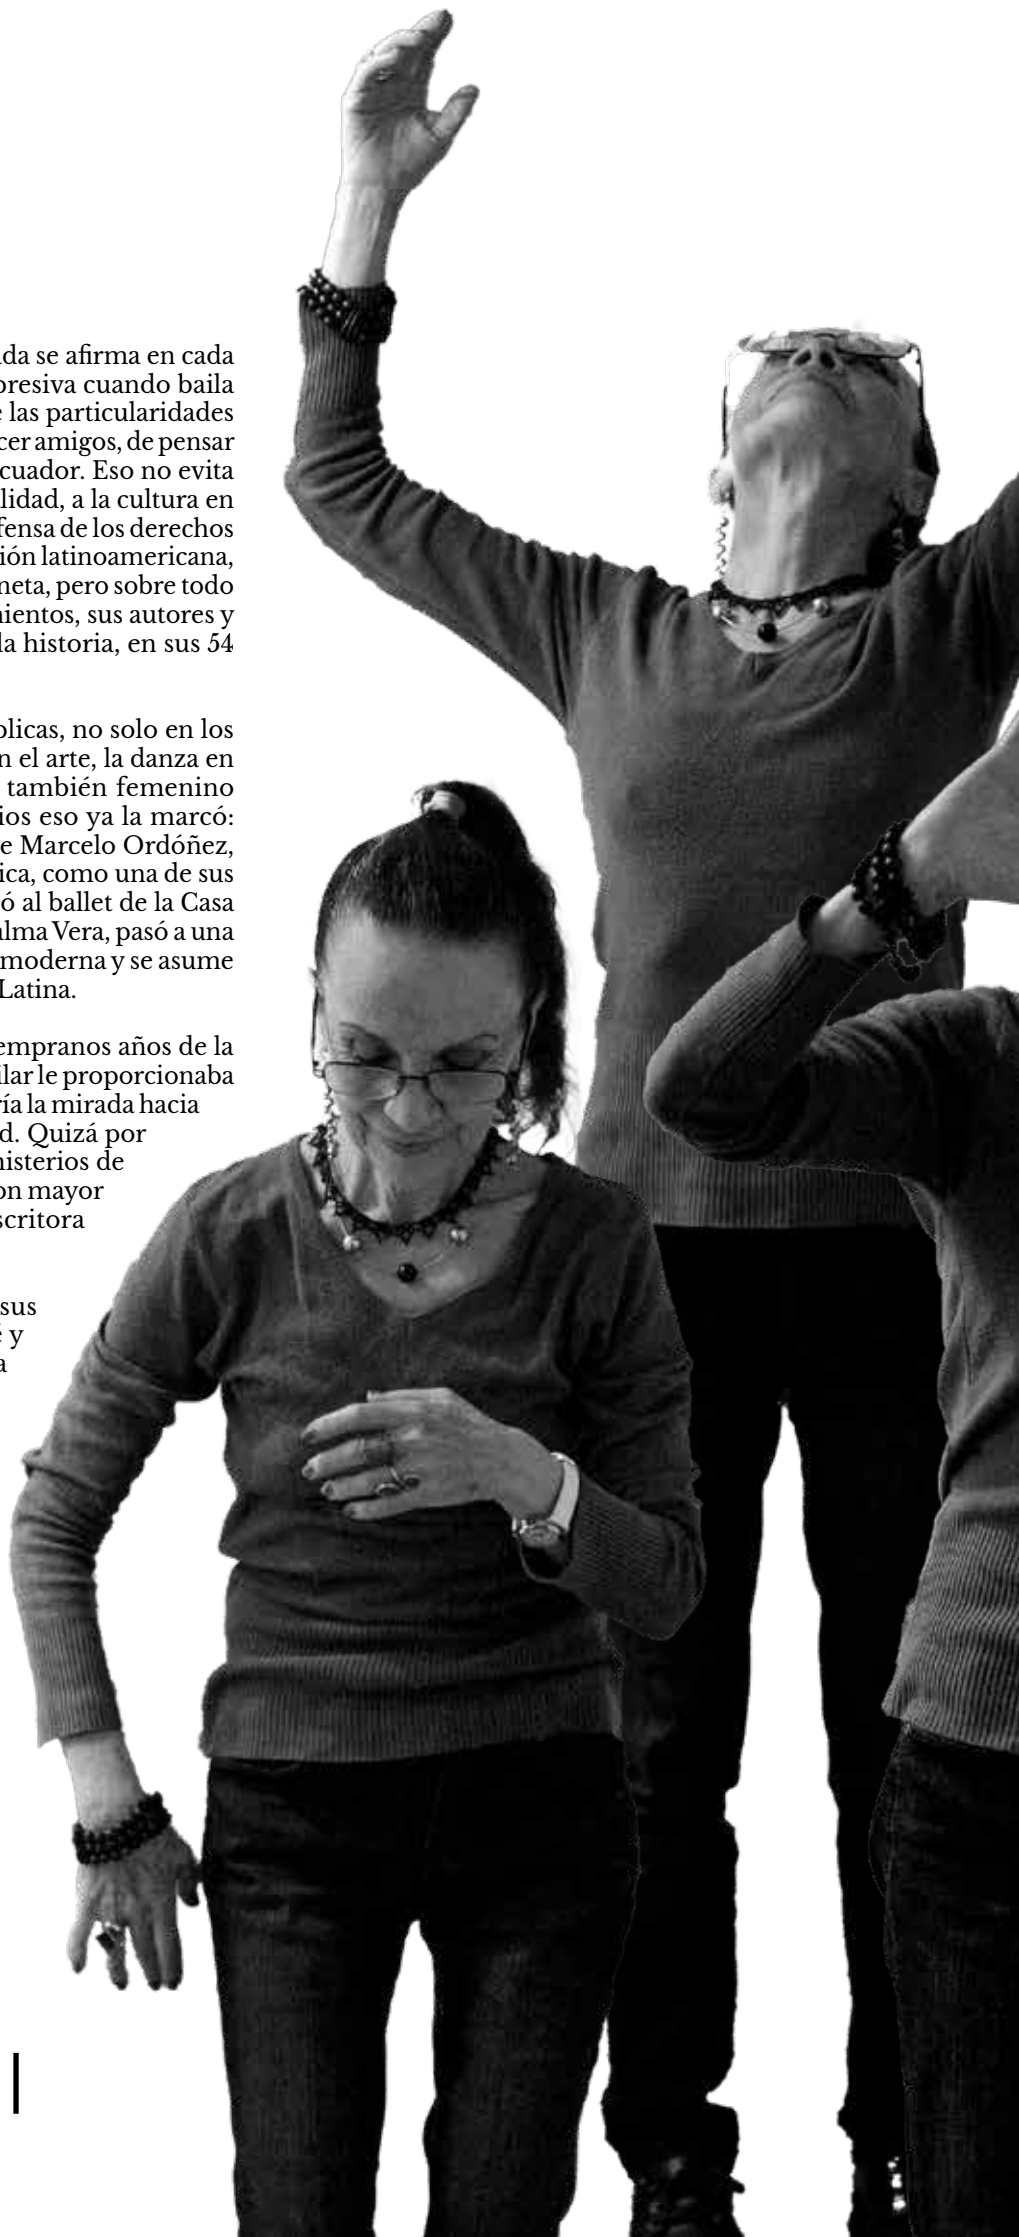 da se afirma en cada
presiva cuando baila
las particularidades
cer amigos, de pensar
cuador. Eso no evita
lidad, a la cultura en
fensa de los derechos
ión latinoamericana,
neta, pero sobre todo
ientos, sus autores y
la historia, en sus 54
blicas, no solo en los
n el arte, la danza en
también femenino
ios eso ya la marcó:
e Marcelo Ordóñez,
ica, como una de sus
ó al ballet de la Casa
alma Vera, pasó a una
moderna y se asume
Latina.
empranos años de la
ilar le proporcionaba
ría la mirada hacia
d. Quizá por
nisterios de
on mayor
scritora
sus
y
a